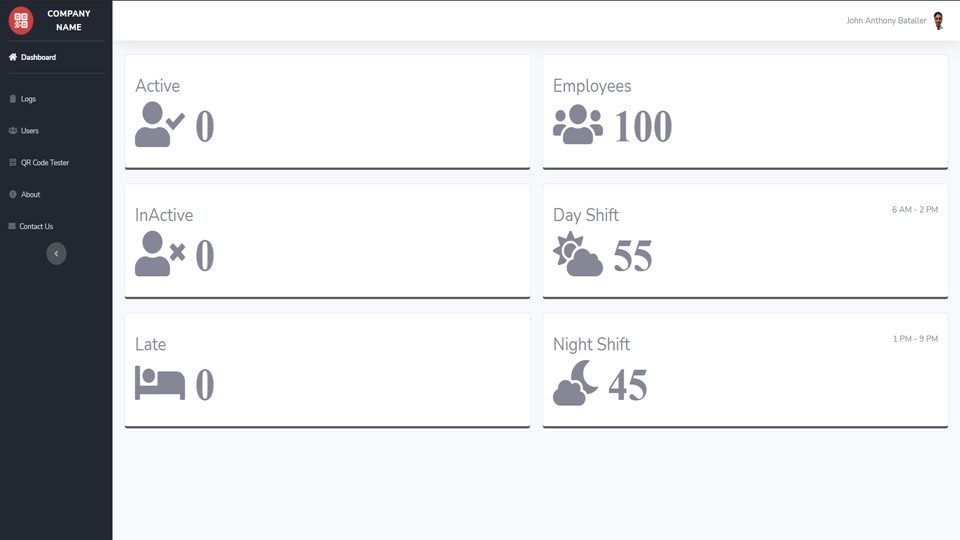 COMPANY
NAME
John Anthony Bataller
Dashboard
Logs
Users
QR Code Tester
About
Contact Us
Active
0
Employees
100
InActive
0
Day Shift
6 AM - 2 PM
55
Late
0
Night Shift
1 PM - 9 PM
45